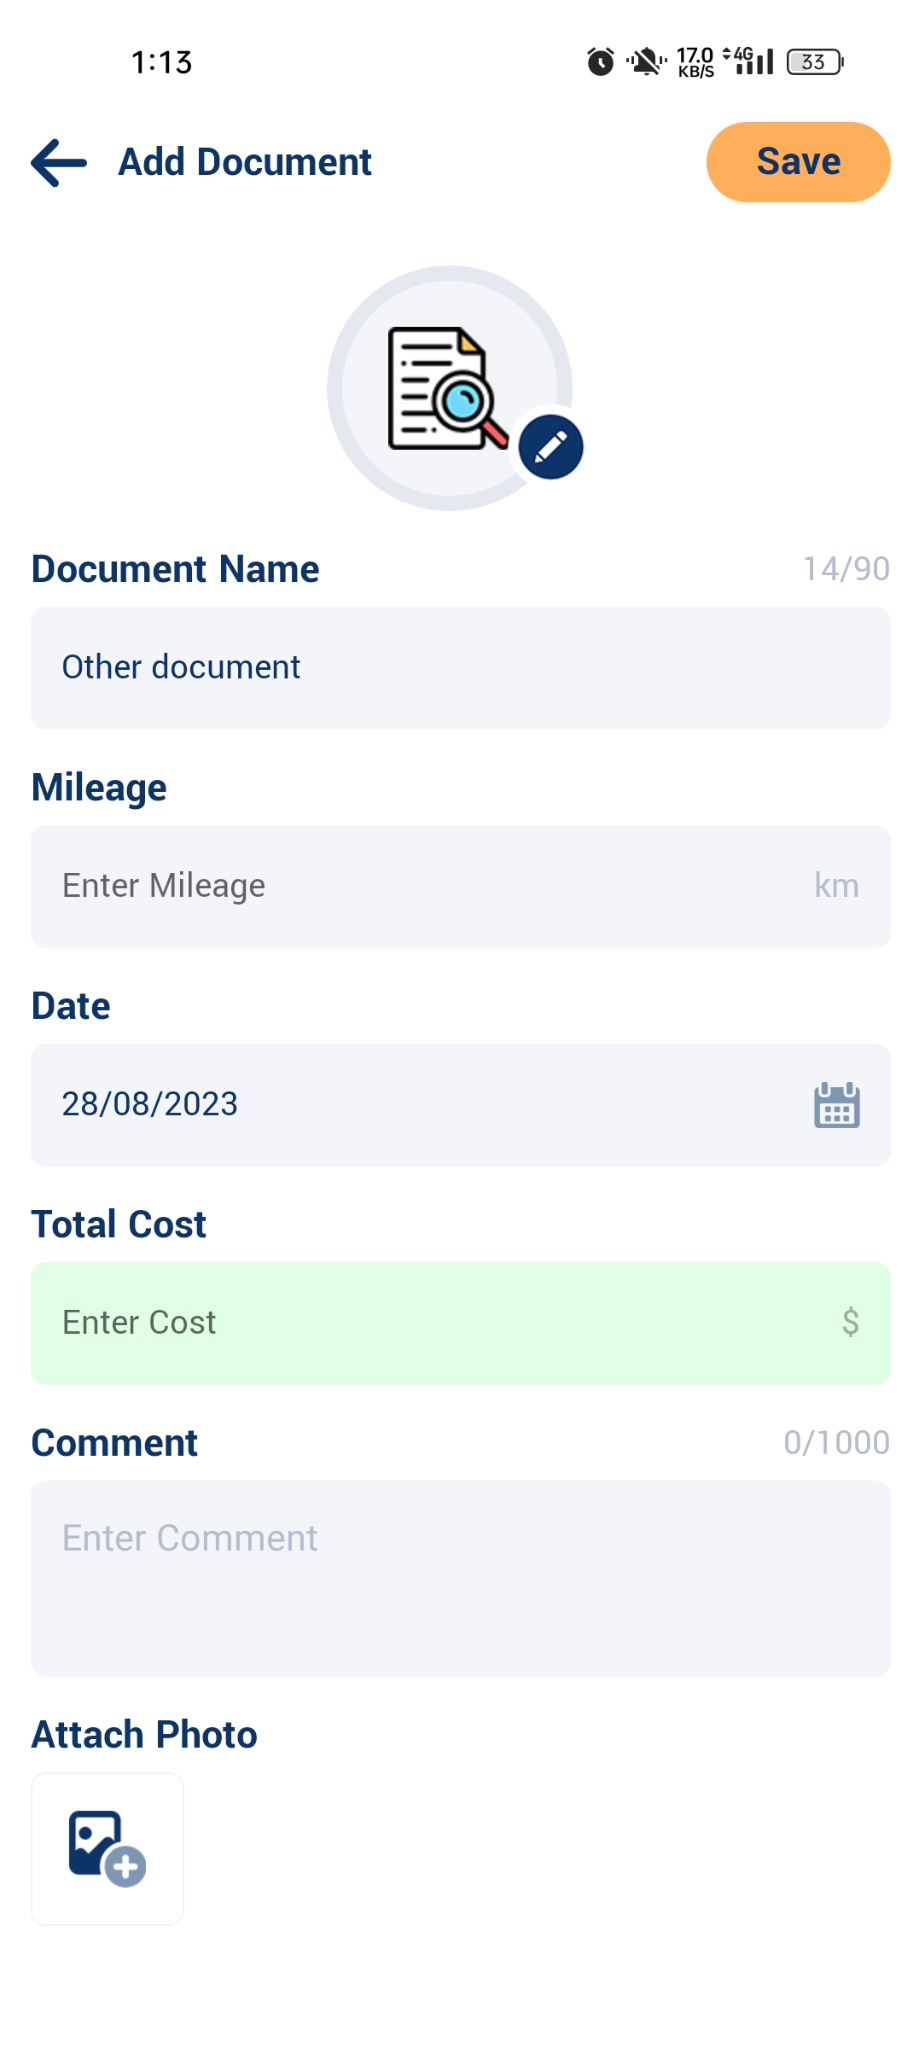 1:13
17.0
KB/S
4G
33
Add Document
Save
Document Name
14/90
Other document
Mileage
Enter Mileage
km
Date
28/08/2023
Total Cost
Enter Cost
$
Comment
0/1000
Enter Comment
Attach Photo